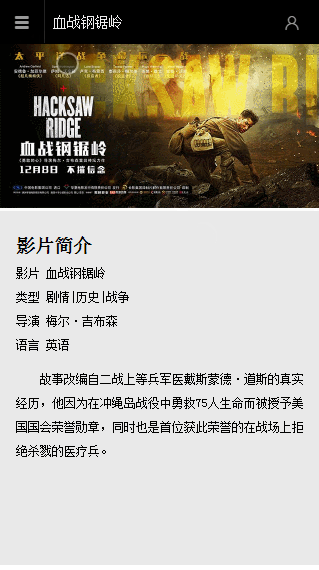 血战钢锯岭
太平洋战争
HACKSAW
RIDGE
血战钢锯岭
12月8日 不摧信念
影片简介
影片 血战钢锯岭
类型 剧情|历史|战争
导演 梅尔·吉布森
语言 英语
故事改编自二战上等兵军医戴斯蒙德·道斯的真实
经历，他因为在冲绳岛战役中勇救75人生命而被授予美
国国会荣誉勋章，同时也是首位获此荣誉的在战场上拒
绝杀戮的医疗兵。